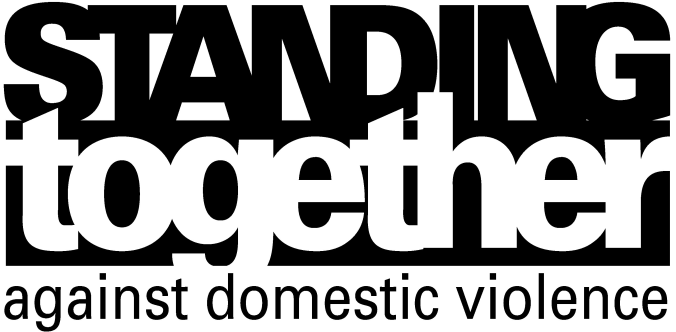 STANDING
together
against domestic violence